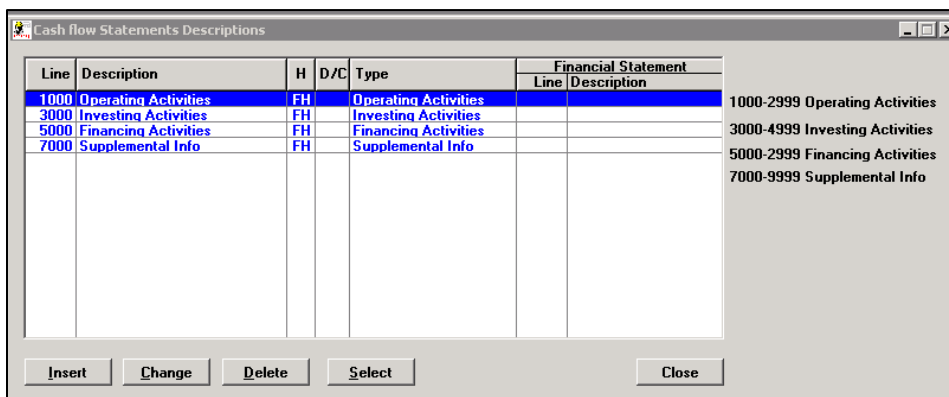 Cash flow Statements Descriptions
Financial Statement
Line Description H D/C Type Line Description
1000 Operating Activities FH Operating Activities
3000 Investing Activities FH Investing Activities
5000 Financing Activities FH Financing Activities
7000 Supplemental Info FH Supplemental Info
1000-2999 Operating Activities
3000-4999 Investing Activities
5000-2999 Financing Activities
7000-9999 Supplemental Info
Insert Change Delete Select Close